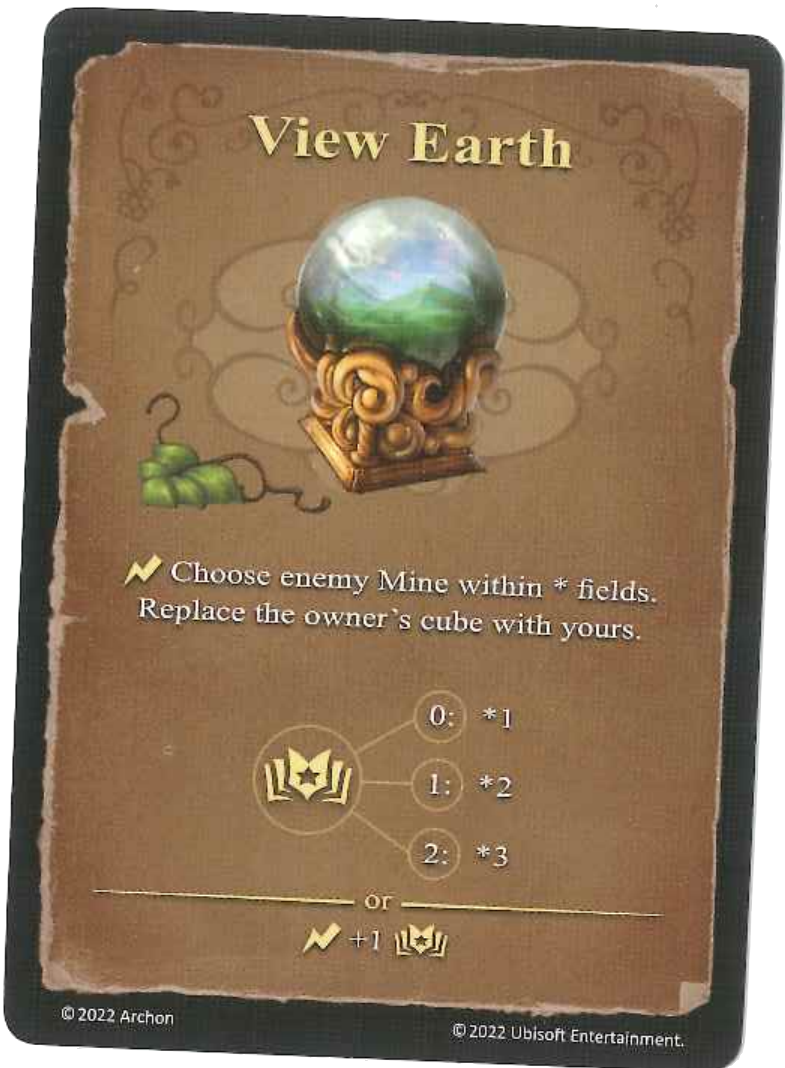 View Earth
Choose enemy Mine within * fields.
Replace the owner`s cube with yours.
0: *1
1: *2
2: *3
or
+1
© 2022 Archon
© 2022 Ubisoft Entertainment.